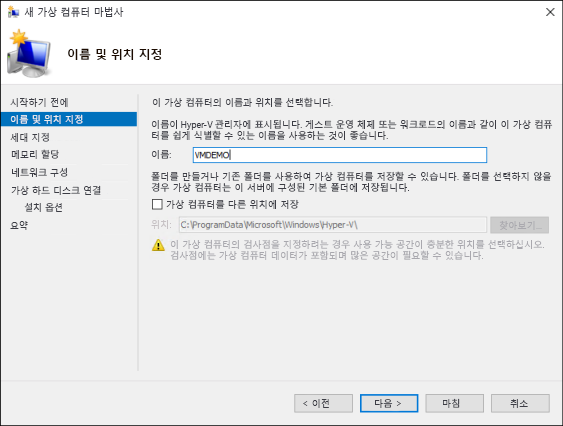 새 가상 컴퓨터 마법사
이름 및 위치 지정
시작하기 전에
이름 및 위치 지정
세대 지정
메모리 할당
네트워크 구성
가상 하드 디스크 연결
설치 옵션
요약
이 가상 컴퓨터의 이름과 위치를 선택합니다.
이름이 Hyper-V 관리자에 표시됩니다. 게스트 운영 체제 또는 워크로드의 이름과 같이 이 가상 컴퓨
터를 쉽게 식별할 수 있는 이름을 사용하는 것이 좋습니다.
이름: VMDEMO
폴더를 만들거나 기존 폴더를 사용하여 가상 컴퓨터를 저장할 수 있습니다. 폴더를 선택하지 않을
경우 가상 컴퓨터는 이 서버에 구성된 기본 폴더에 저장됩니다.
가상 컴퓨터를 다른 위치에 저장
위치: C:\ProgramData\Microsoft\Windows\Hyper-V\ 찾아보기...
이 가상 컴퓨터의 검사점을 지정하려는 경우 사용 가능 공간이 충분한 위치를 선택하십시오.
검사점에는 가상 컴퓨터 데이터가 포함되며 많은 공간이 필요할 수 있습니다.
< 이전 다음 > 마침 취소